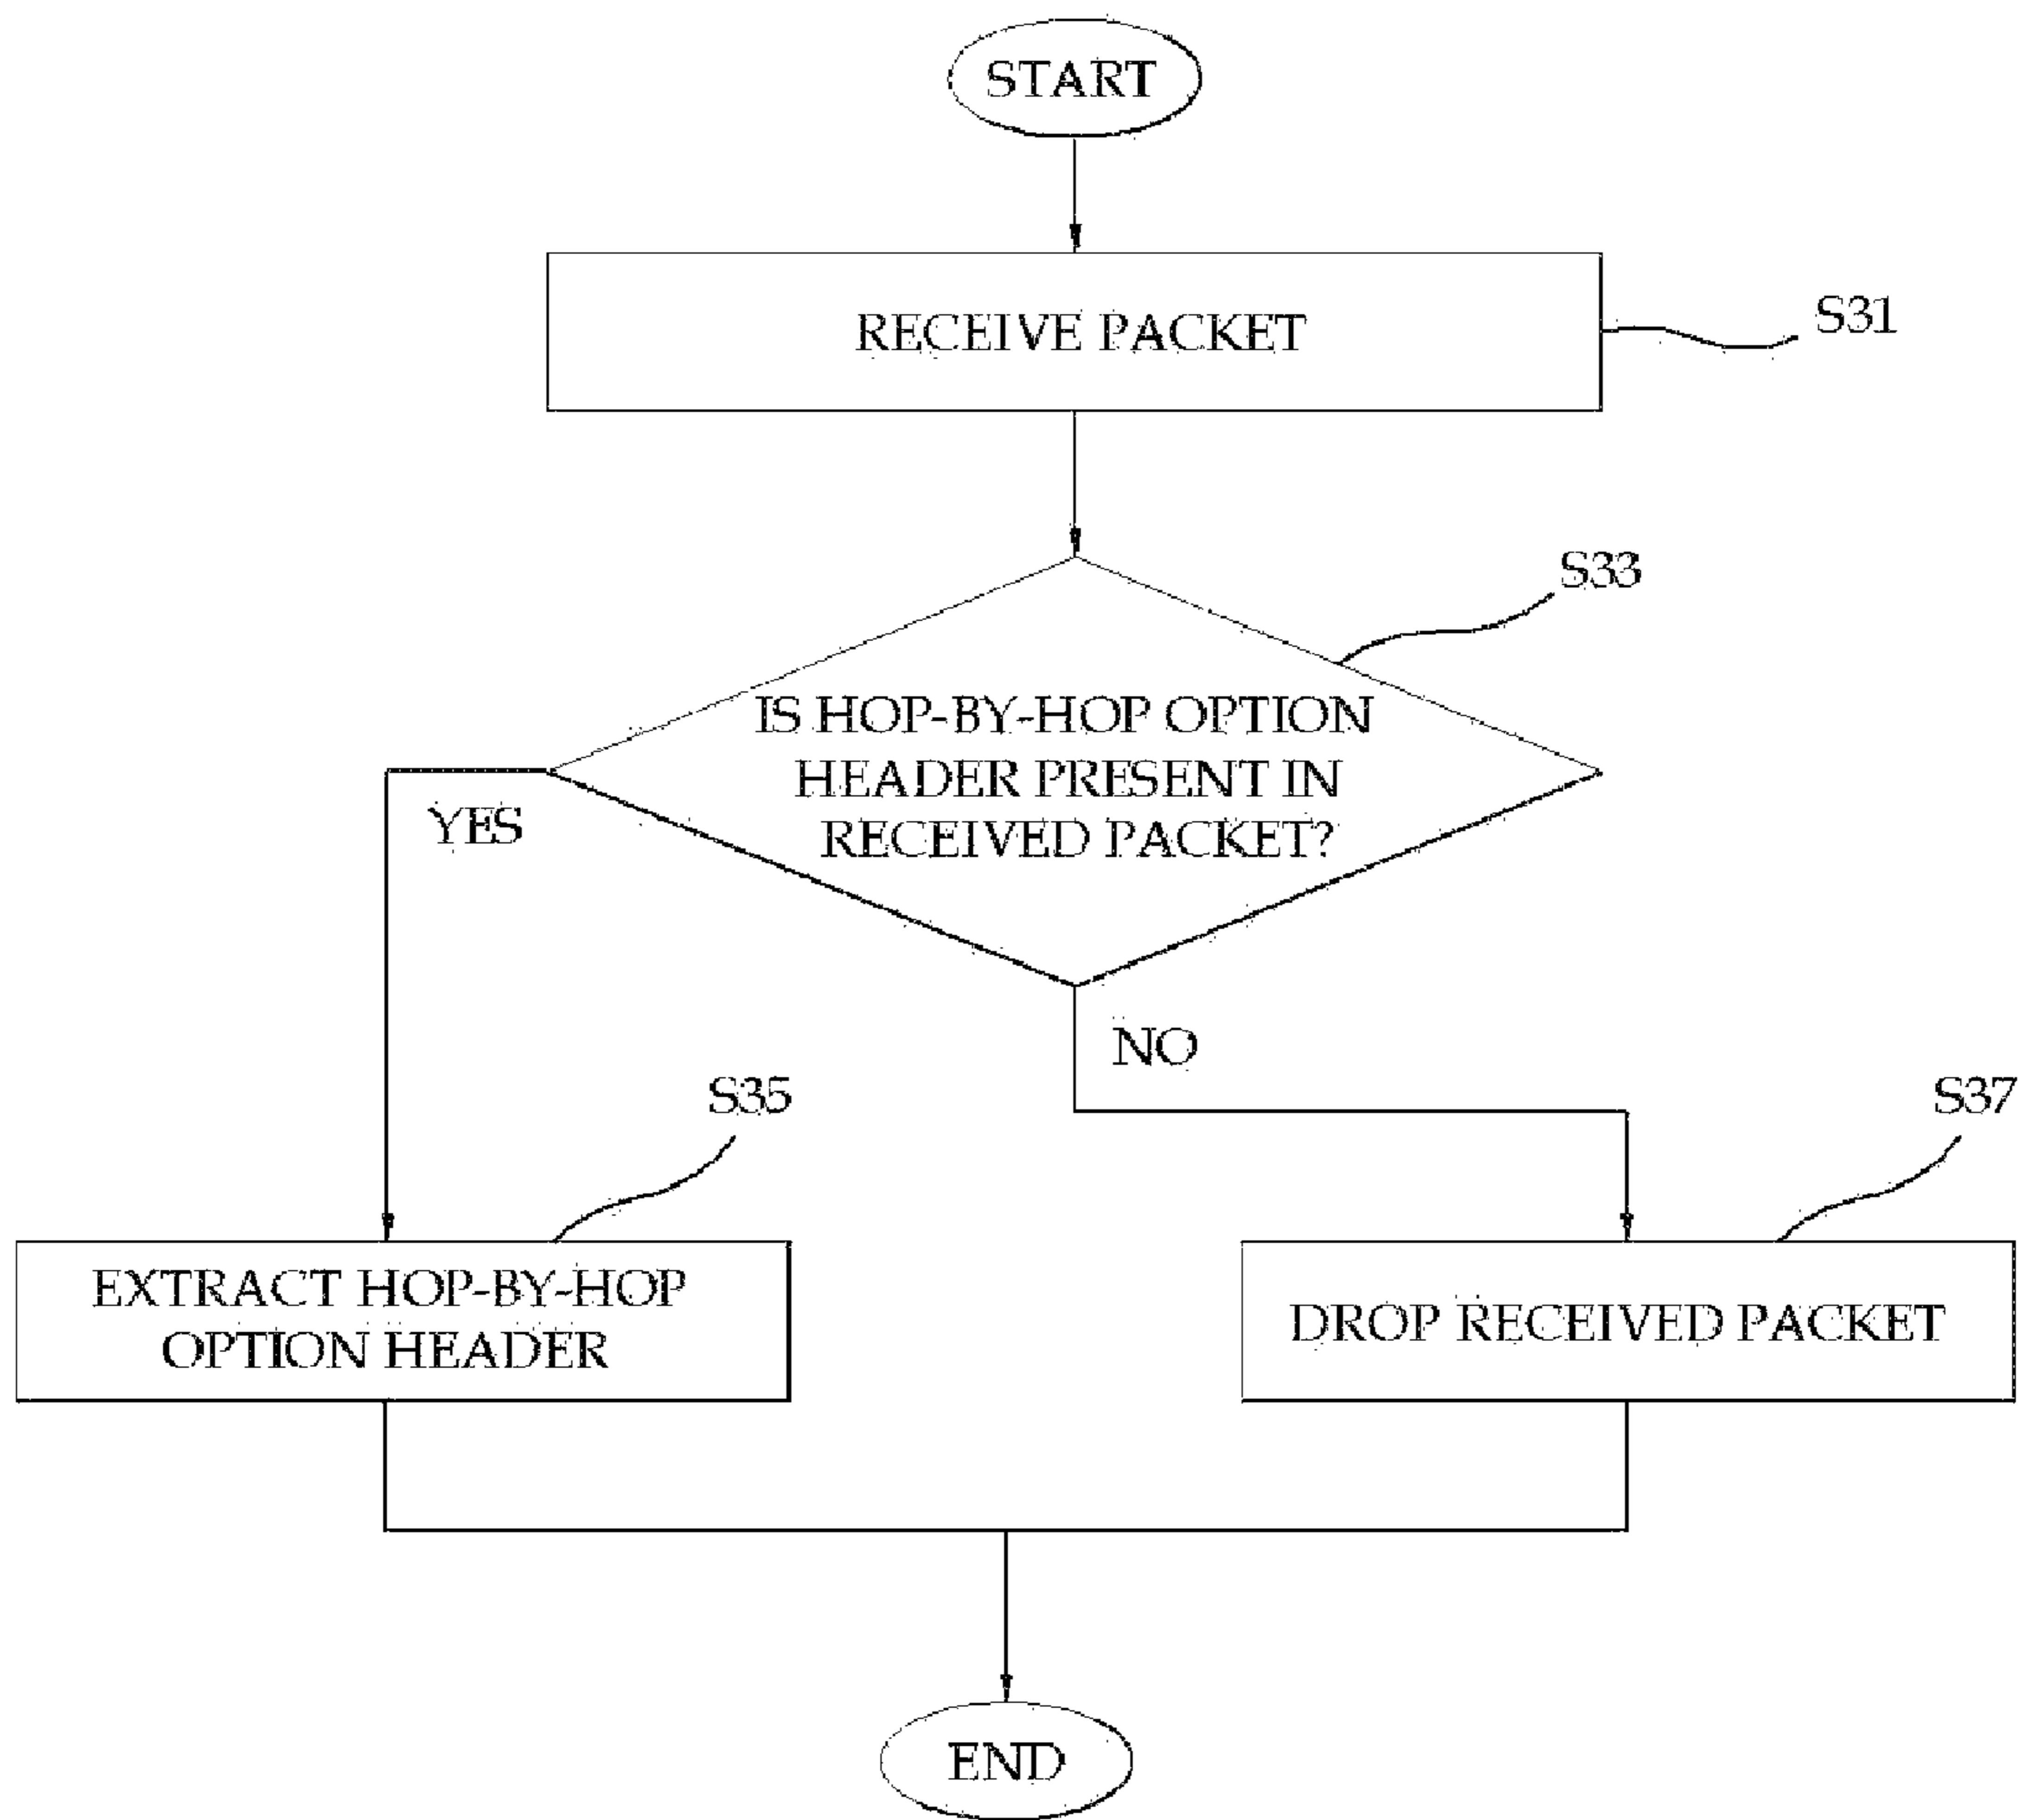 START
RECEIVE PACKET
S31
S33
IS HOP-BY-HOP OPTION
HEADER PRESENT IN
RECEIVED PACKET?
YES
NO
S35
S37
EXTRACT HOP-BY-HOP
OPTION HEADER
DROP RECEIVED PACKET
END